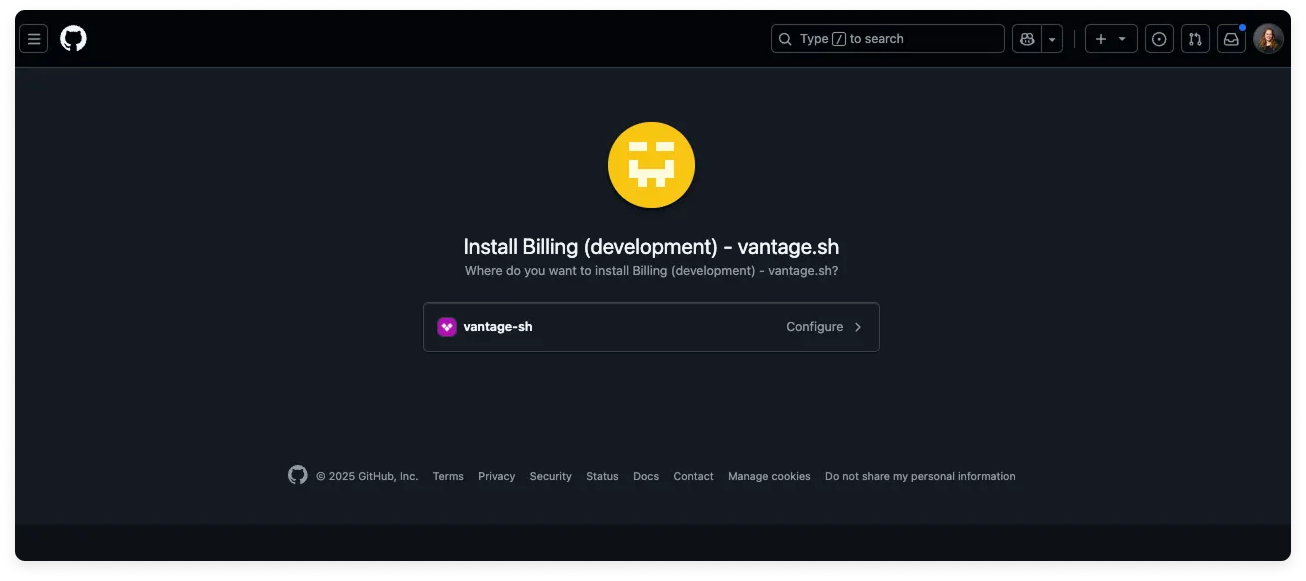 Type / to search
Install Billing (development) - vantage.sh
Where do you want to install Billing (development) - vantage.sh?
vantage-sh Configure
© 2025 GitHub, Inc. Terms Privacy Security Status Docs Contact Manage cookies Do not share my personal information